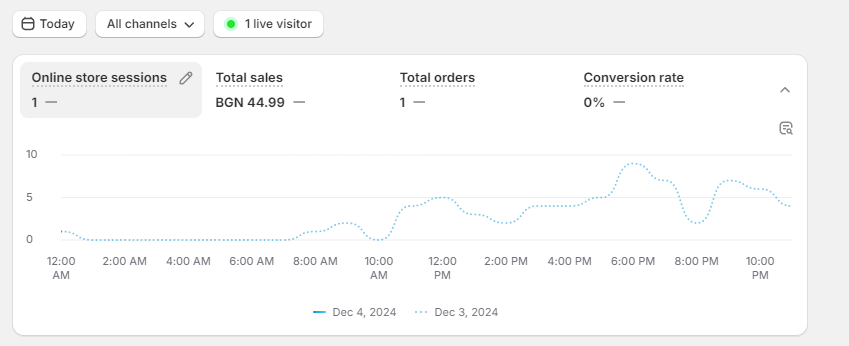 Today All channels 1 live visitor
Online store sessions Total sales Total orders Conversion rate
1 — BGN 44.99 — 1 — 0% —
10
5
0
12:00 AM 2:00 AM 4:00 AM 6:00 AM 8:00 AM 10:00 AM 12:00 PM 2:00 PM 4:00 PM 6:00 PM 8:00 PM 10:00 PM
Dec 4, 2024 Dec 3, 2024